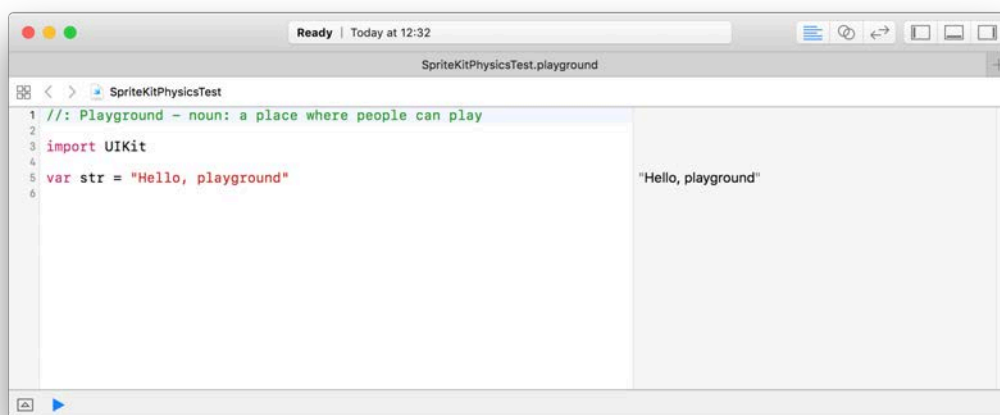 Ready | Today at 12:32
SpriteKitPhysicsTest.playground
SpriteKitPhysicsTest
1 //: Playground – noun: a place where people can play
2
3 import UIKit
4
5 var str = "Hello, playground" "Hello, playground"
6